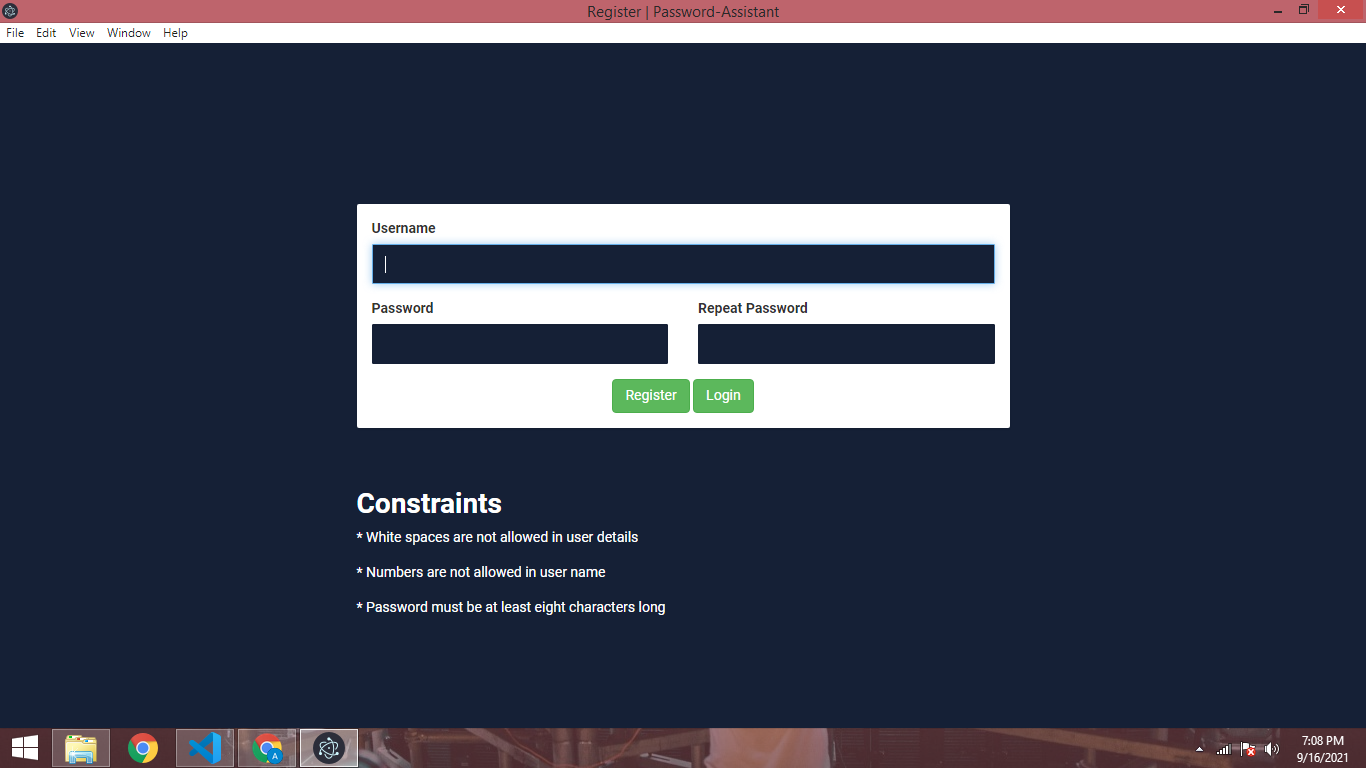 Register | Password-Assistant
File Edit View Window Help
Username
Password Repeat Password
Register Login
Constraints
* White spaces are not allowed in user details
* Numbers are not allowed in user name
* Password must be at least eight characters long
A
7:08 PM
9/16/2021